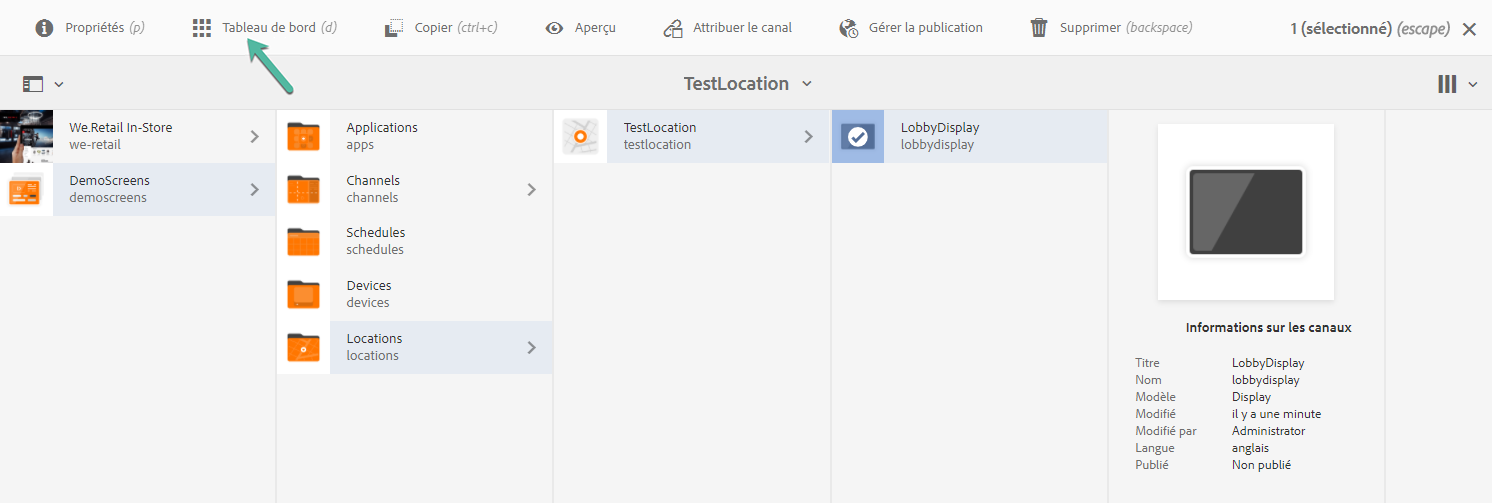 Propriétés (p) Tableau de bord (d) Copier (ctrl+c) Aperçu Attribuer le canal Gérer la publication Supprimer (backspace) 1 (sélectionné) (escape)
TestLocation
We.Retail In-Store
we-retail
DemoScreens
demoscreens
Applications
apps
Channels
channels
Schedules
schedules
Devices
devices
Locations
locations
TestLocation
testlocation
LobbyDisplay
lobbydisplay
Informations sur les canaux
Titre LobbyDisplay
Nom lobbydisplay
Modèle Display
Modifié il y a une minute
Modifié par Administrator
Langue anglais
Publié Non publié